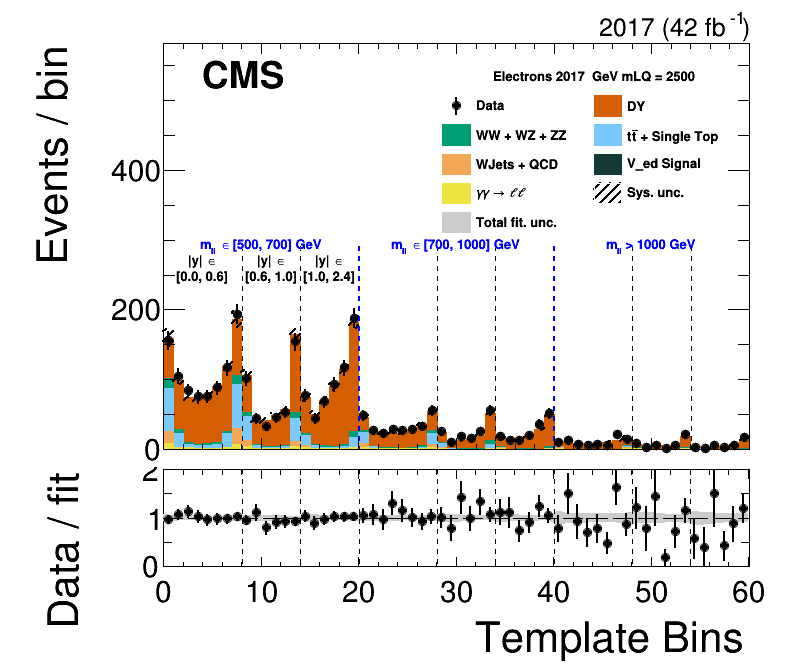 2017 (42 fb⁻¹)
CMS
Electrons 2017 GeV mLQ = 2500
Data
DY
WW + WZ + ZZ
tt̄ + Single Top
WJets + QCD
V_ed Signal
γγ → ℓℓ
Sys. unc.
Total fit. unc.
Events / bin
400
200
0
m_ll ∈ [500, 700] GeV
m_ll ∈ [700, 1000] GeV
m_ll > 1000 GeV
|y| ∈ |y| ∈ |y| ∈
[0.0, 0.6] [0.6, 1.0] [1.0, 2.4]
Data / fit
2
1
0
0 10 20 30 40 50 60
Template Bins